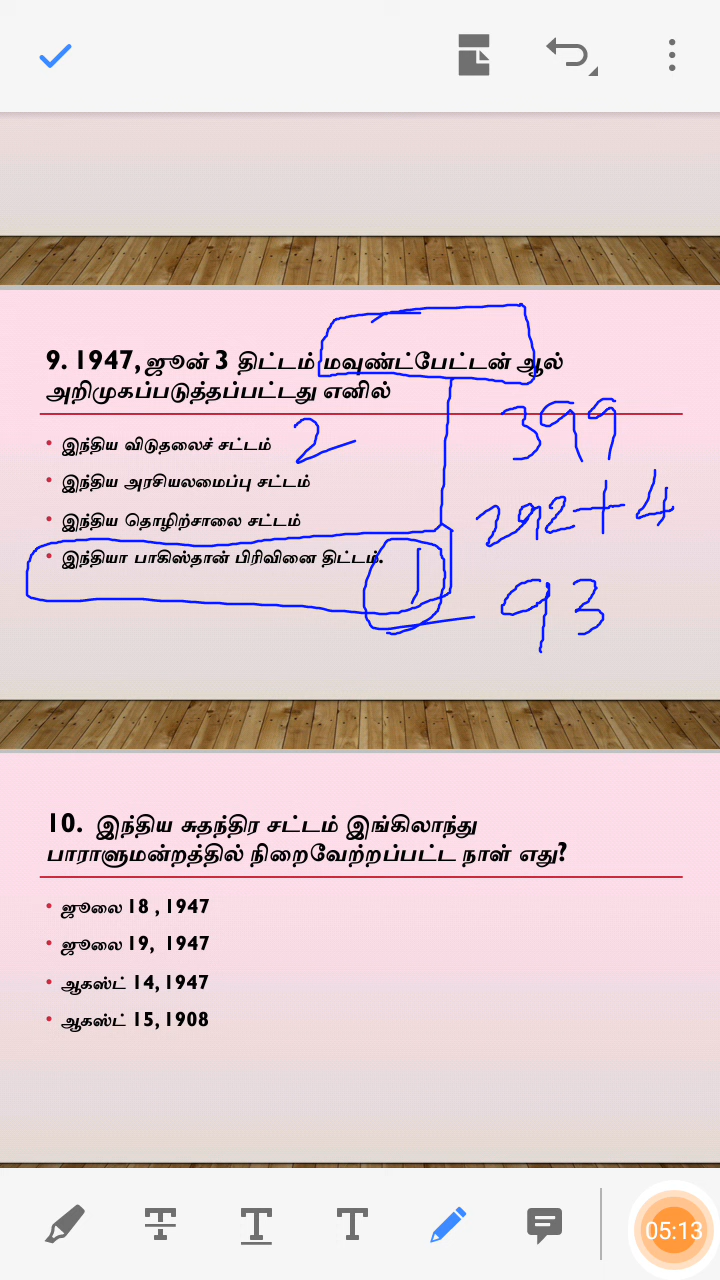 9. 1947, ஜூன் 3 திட்டம் மவுண்ட்பேட்டன் ஆல்
அறிமுகப்படுத்தப்பட்டது எனில்
• இந்திய விடுதலைச் சட்டம் 2
399
• இந்திய அரசியலமைப்பு சட்டம்
• இந்திய தொழிற்சாலை சட்டம்
292+4
• இந்தியா பாகிஸ்தான் பிரிவினை திட்டம். 1
93
10. இந்திய சுதந்திர சட்டம் இங்கிலாந்து
பாராளுமன்றத்தில் நிறைவேற்றப்பட்ட நாள் எது?
• ஜூலை 18 , 1947
• ஜூலை 19, 1947
• ஆகஸ்ட் 14, 1947
• ஆகஸ்ட் 15, 1908
T T T
05:13